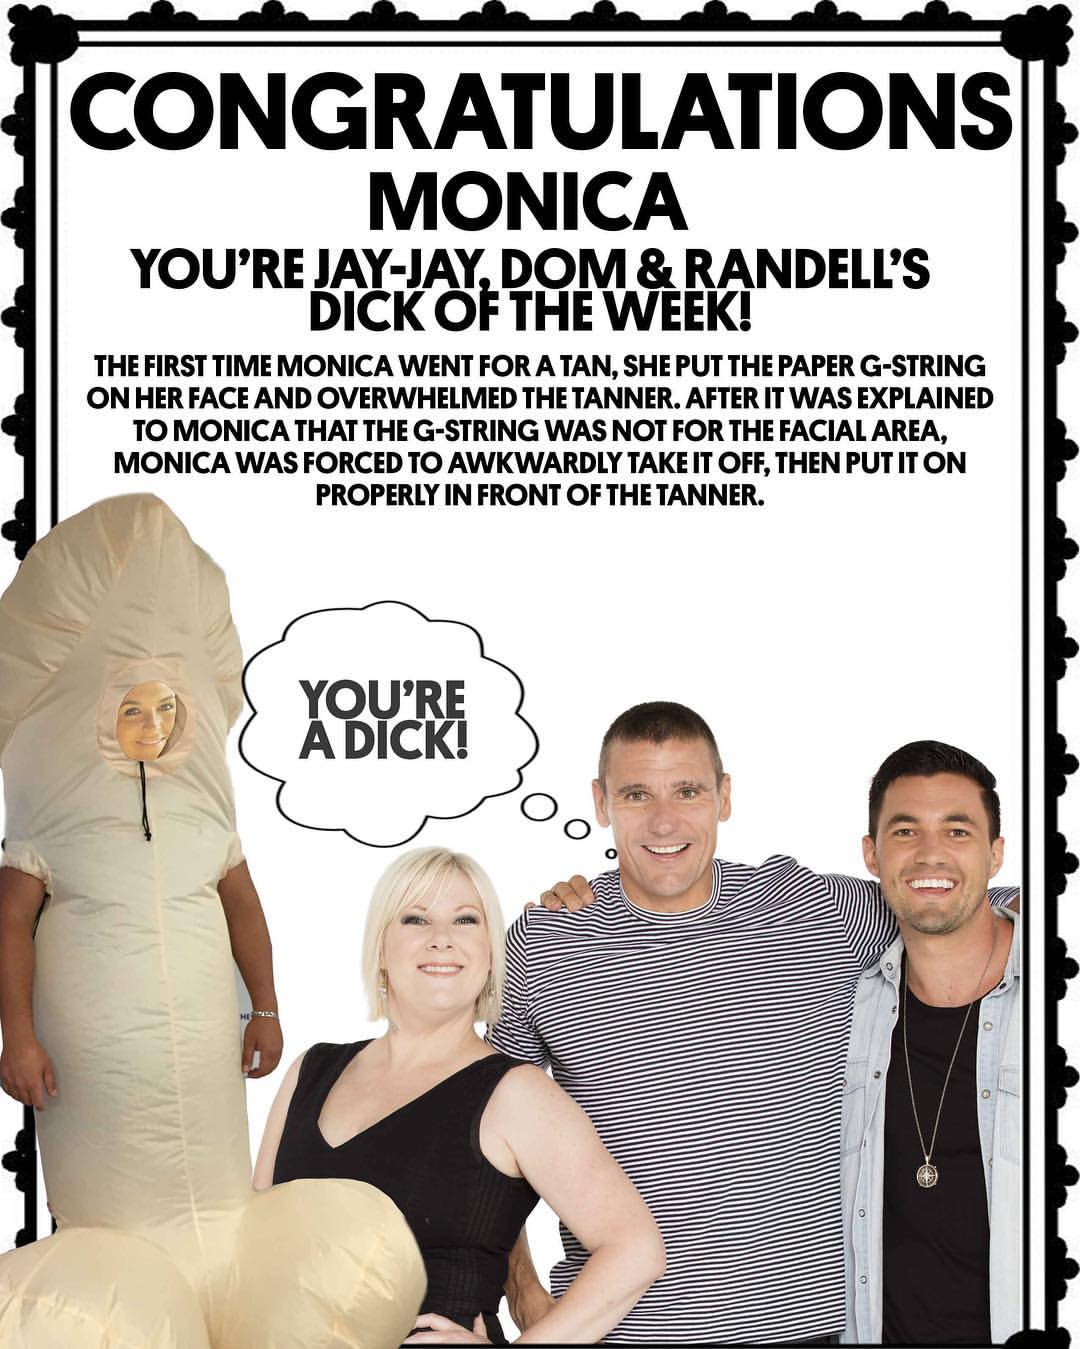 CONGRATULATIONS
MONICA
YOU'RE JAY-JAY, DOM & RANDELL'S
DICK OF THE WEEK!
THE FIRST TIME MONICA WENT FOR A TAN, SHE PUT THE PAPER G-STRING
ON HER FACE AND OVERWHELMED THE TANNER. AFTER IT WAS EXPLAINED
TO MONICA THAT THE G-STRING WAS NOT FOR THE FACIAL AREA,
MONICA WAS FORCED TO AWKWARDLY TAKE IT OFF, THEN PUT IT ON
PROPERLY IN FRONT OF THE TANNER.
YOU'RE
A DICK!
HE